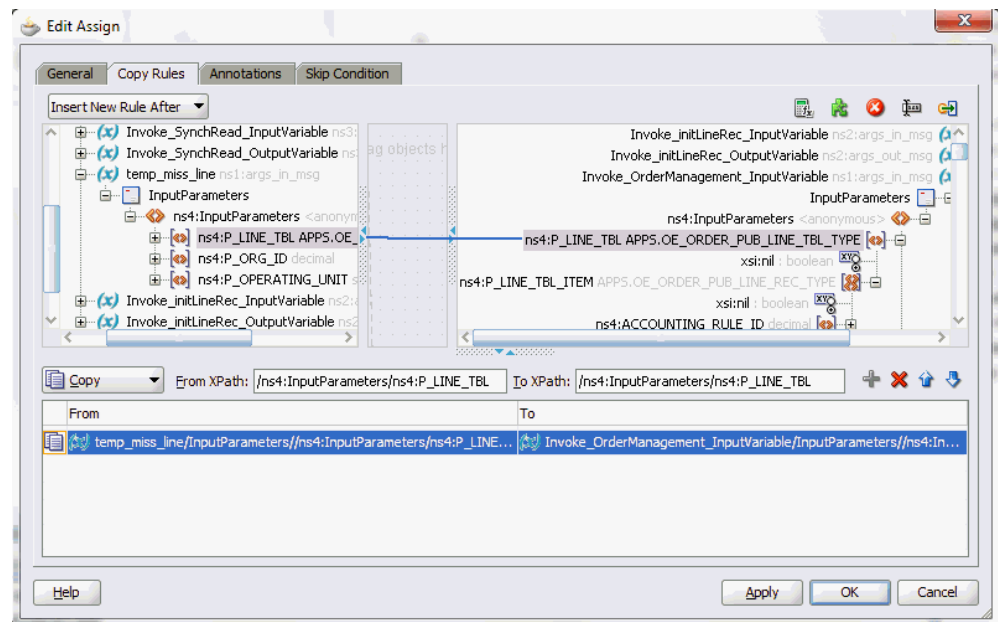 Edit Assign
General Copy Rules Annotations Skip Condition
Insert New Rule After
Invoke_SynchRead_InputVariable ns3:
Invoke_SynchRead_OutputVariable ns
temp_miss_line ns1:args_in_msg
InputParameters
ns4:InputParameters <anonym
ns4:P_LINE_TBL APPS.OE_
ns4:P_ORG_ID decimal
ns4:P_OPERATING_UNIT s
Invoke_initLineRec_InputVariable ns2:
Invoke_initLineRec_OutputVariable ns2
ag objects h
Invoke_initLineRec_InputVariable ns2:args_in_msg
Invoke_initLineRec_OutputVariable ns2:args_out_msg
Invoke_OrderManagement_InputVariable ns1:args_in_msg
InputParameters
ns4:InputParameters <anonymous>
ns4:P_LINE_TBL APPS.OE_ORDER_PUB_LINE_TBL_TYPE
xsi:nil : boolean
ns4:P_LINE_TBL_ITEM APPS.OE_ORDER_PUB_LINE_REC_TYPE
xsi:nil : boolean
ns4:ACCOUNTING_RULE_ID decimal
Copy From XPath: /ns4:InputParameters/ns4:P_LINE_TBL To XPath: /ns4:InputParameters/ns4:P_LINE_TBL
From To
temp_miss_line/InputParameters//ns4:InputParameters/ns4:P_LINE... Invoke_OrderManagement_InputVariable/InputParameters//ns4:In...
Help Apply OK Cancel